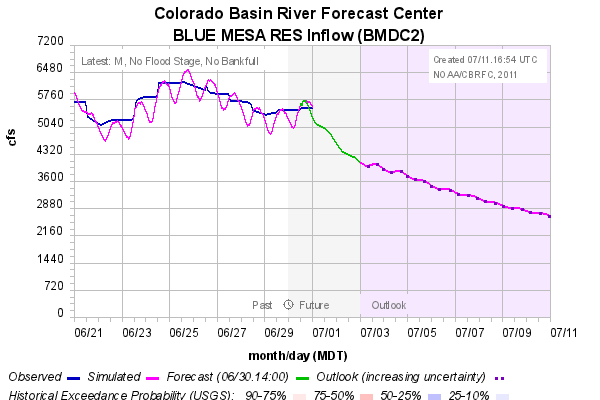 Colorado Basin River Forecast Center
BLUE MESA RES Inflow (BMDC2)
7200
6480
5760
5040
4320
3600
2880
2160
1440
720
0
cfs
Latest: M, No Flood Stage, No Bankfull
Created 07/11.16:54 UTC
NOAA/CBRFC, 2011
Past Future Outlook
06/21 06/23 06/25 06/27 06/29 07/01 07/03 07/05 07/07 07/09 07/11
month/day (MDT)
Observed Simulated Forecast (06/30.14:00) Outlook (increasing uncertainty)
Historical Exceedance Probability (USGS): 90-75% 75-50% 50-25% 25-10%